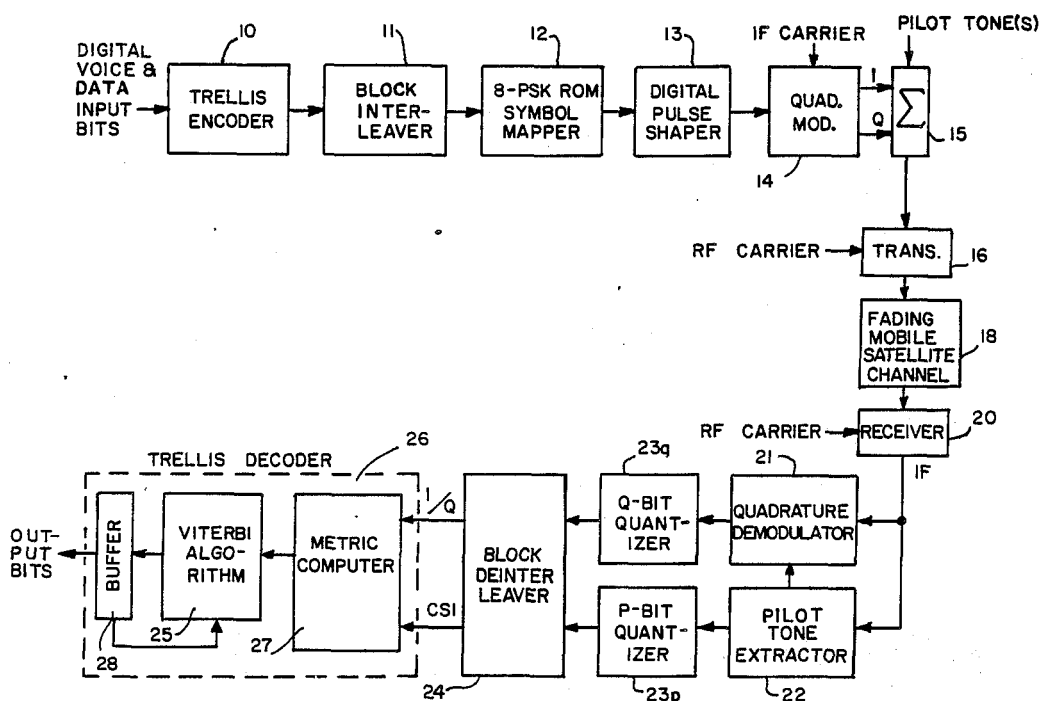 10
11
12
13
IF CARRIER
PILOT TONE(S)
DIGITAL
VOICE &
DATA
INPUT
BITS
TRELLIS
ENCODER
BLOCK
INTER-
LEAVER
8-PSK ROM
SYMBOL
MAPPER
DIGITAL
PULSE
SHAPER
QUAD.
MOD.
14
I
Q
Σ
15
RF CARRIER
TRANS.
16
FADING
MOBILE
SATELLITE
CHANNEL
18
RF CARRIER
RECEIVER
20
IF
TRELLIS DECODER
26
OUT-
PUT
BITS
BUFFER
28
VITERBI
ALGO-
RITHM
25
METRIC
COMPUTER
27
I/Q
CSI
BLOCK
DEINTER
LEAVER
24
23q
Q-BIT
QUANT-
IZER
21
QUADRATURE
DEMODULATOR
P-BIT
QUANT-
IZER
23p
PILOT
TONE
EXTRACTOR
22